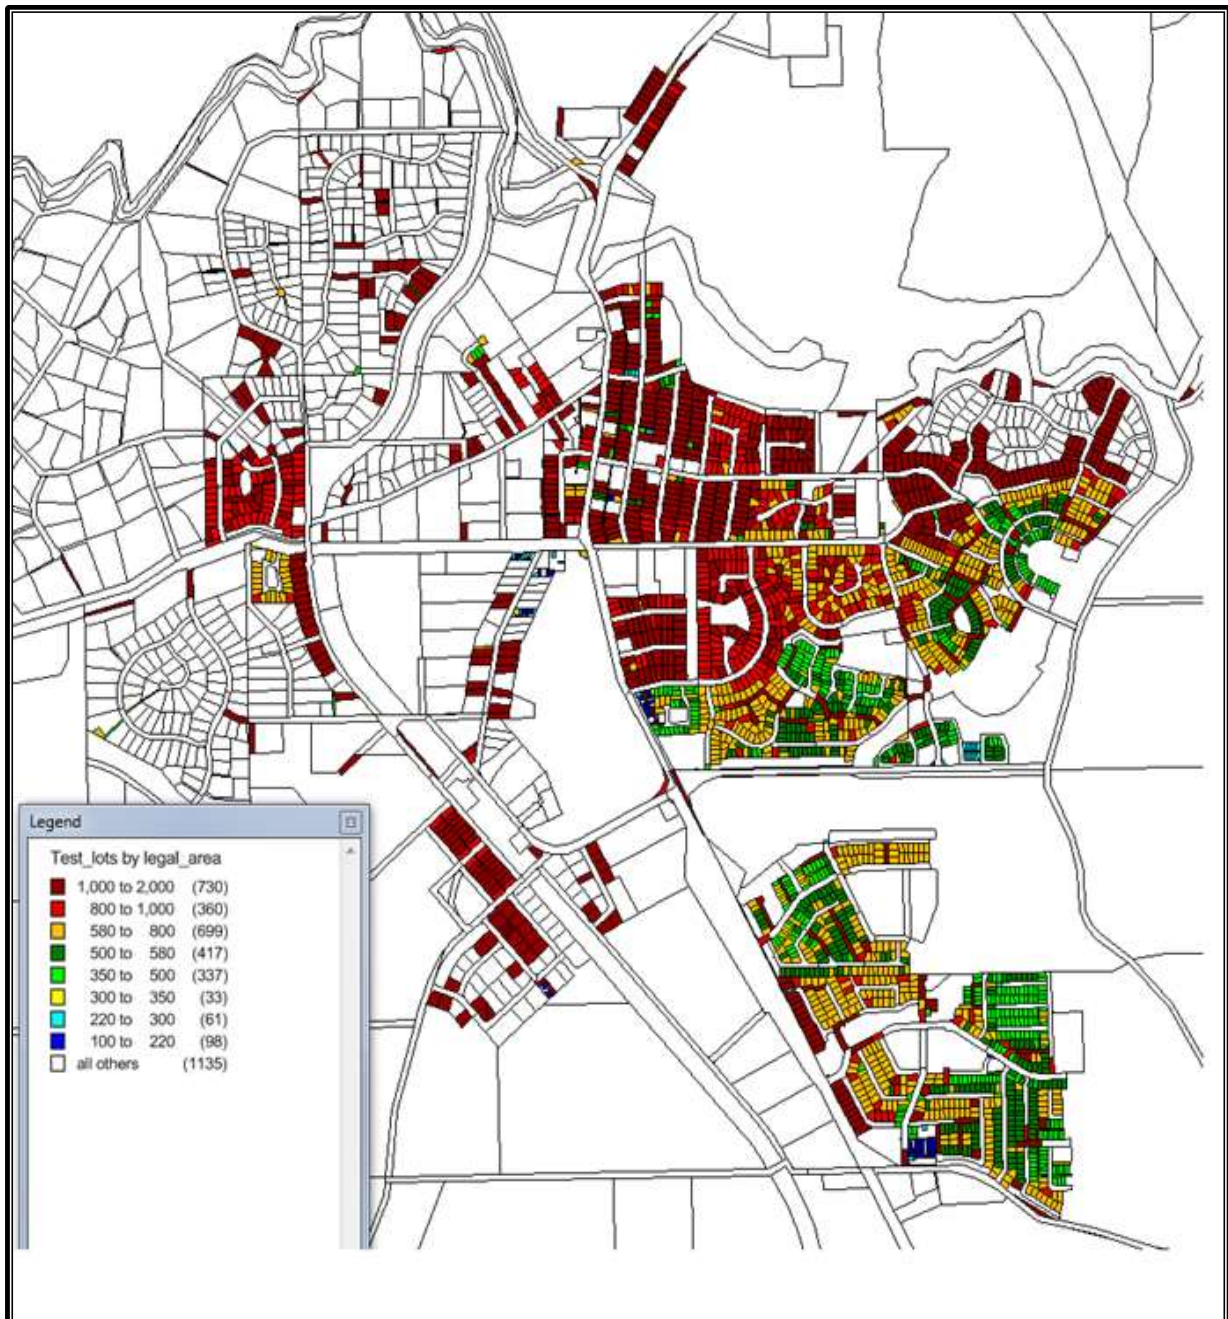 Legend
Test_lots by legal_area
1,000 to 2,000 (730)
800 to 1,000 (360)
580 to 800 (699)
500 to 580 (417)
350 to 500 (337)
300 to 350 (33)
220 to 300 (61)
100 to 220 (98)
all others (1135)